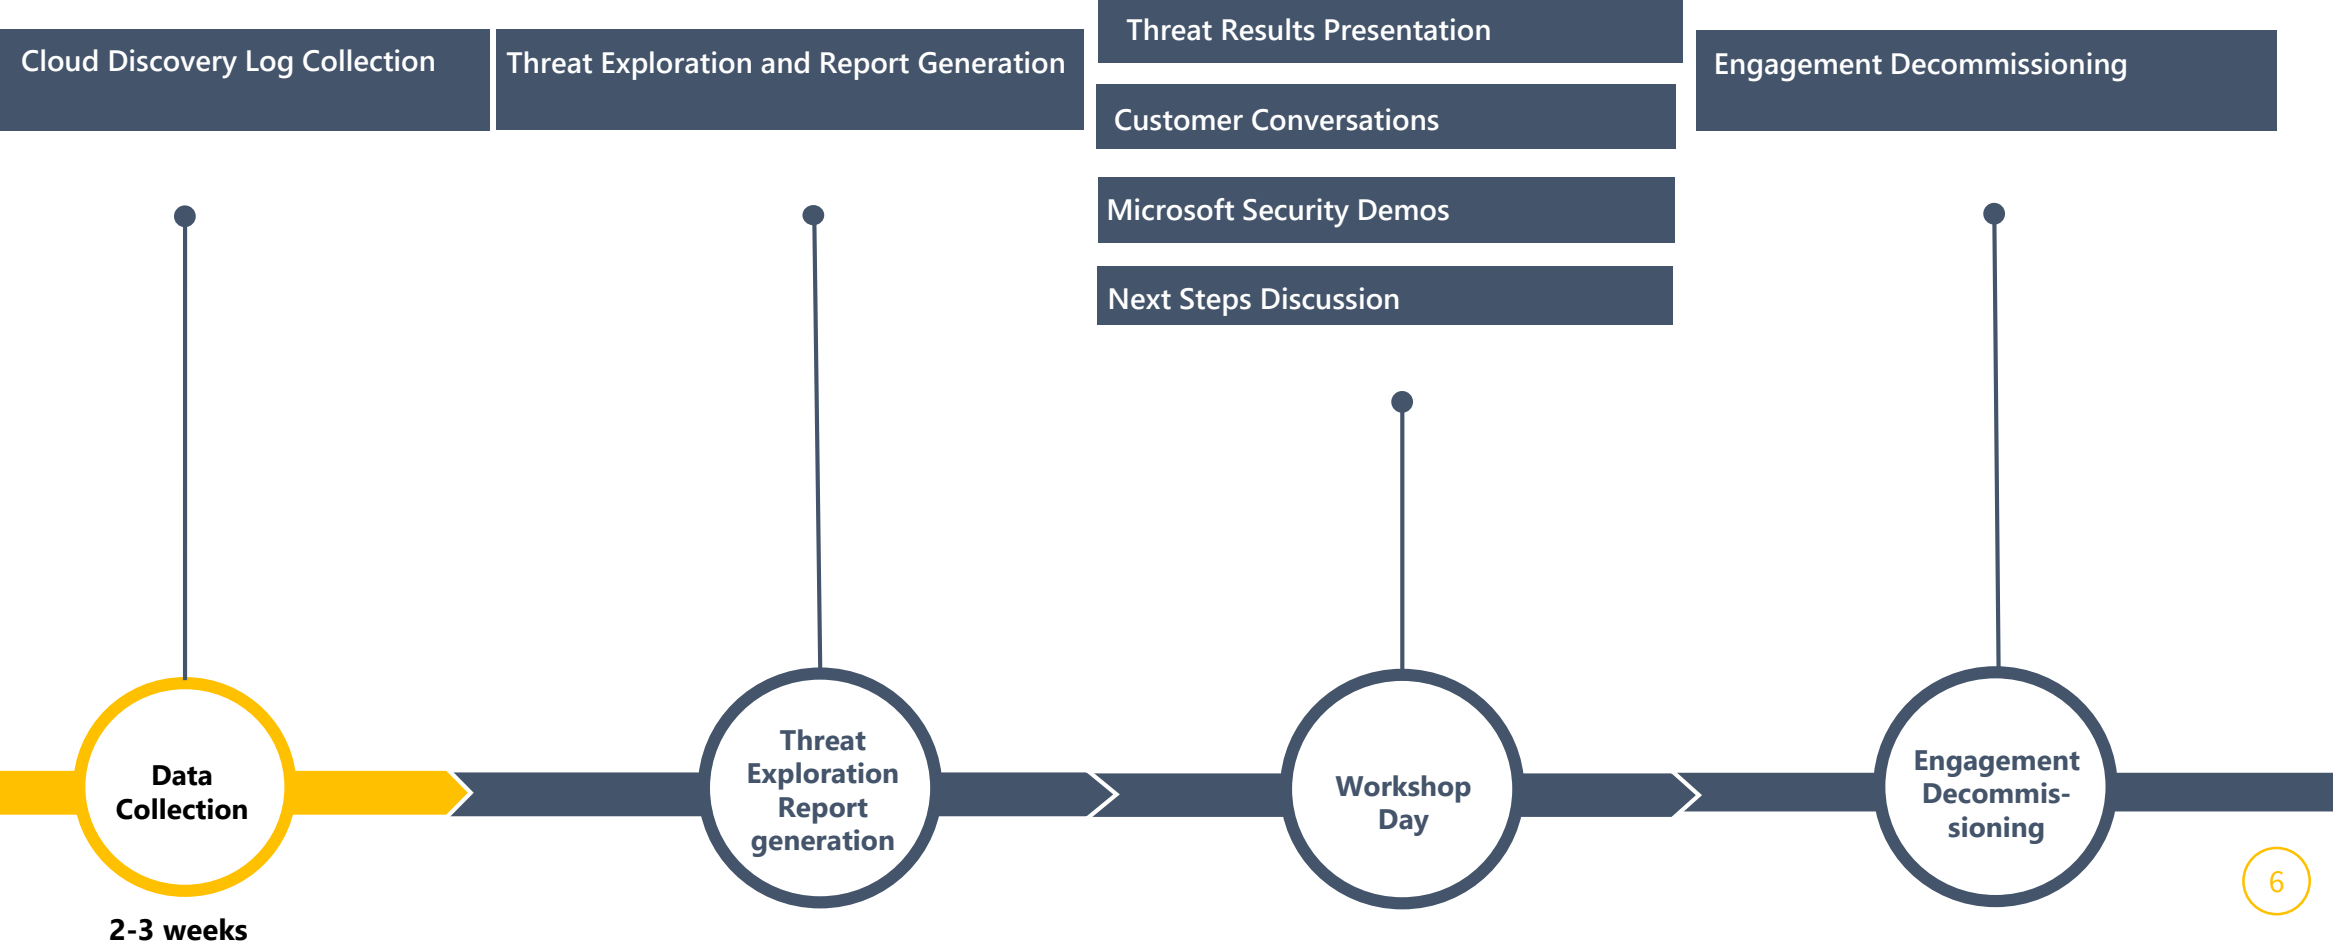 Cloud Discovery Log Collection
Threat Exploration and Report Generation
Threat Results Presentation
Customer Conversations
Microsoft Security Demos
Next Steps Discussion
Engagement Decommissioning
Data
Collection
2-3 weeks
Threat
Exploration
Report
generation
Workshop
Day
Engagement
Decommis-
sioning
6